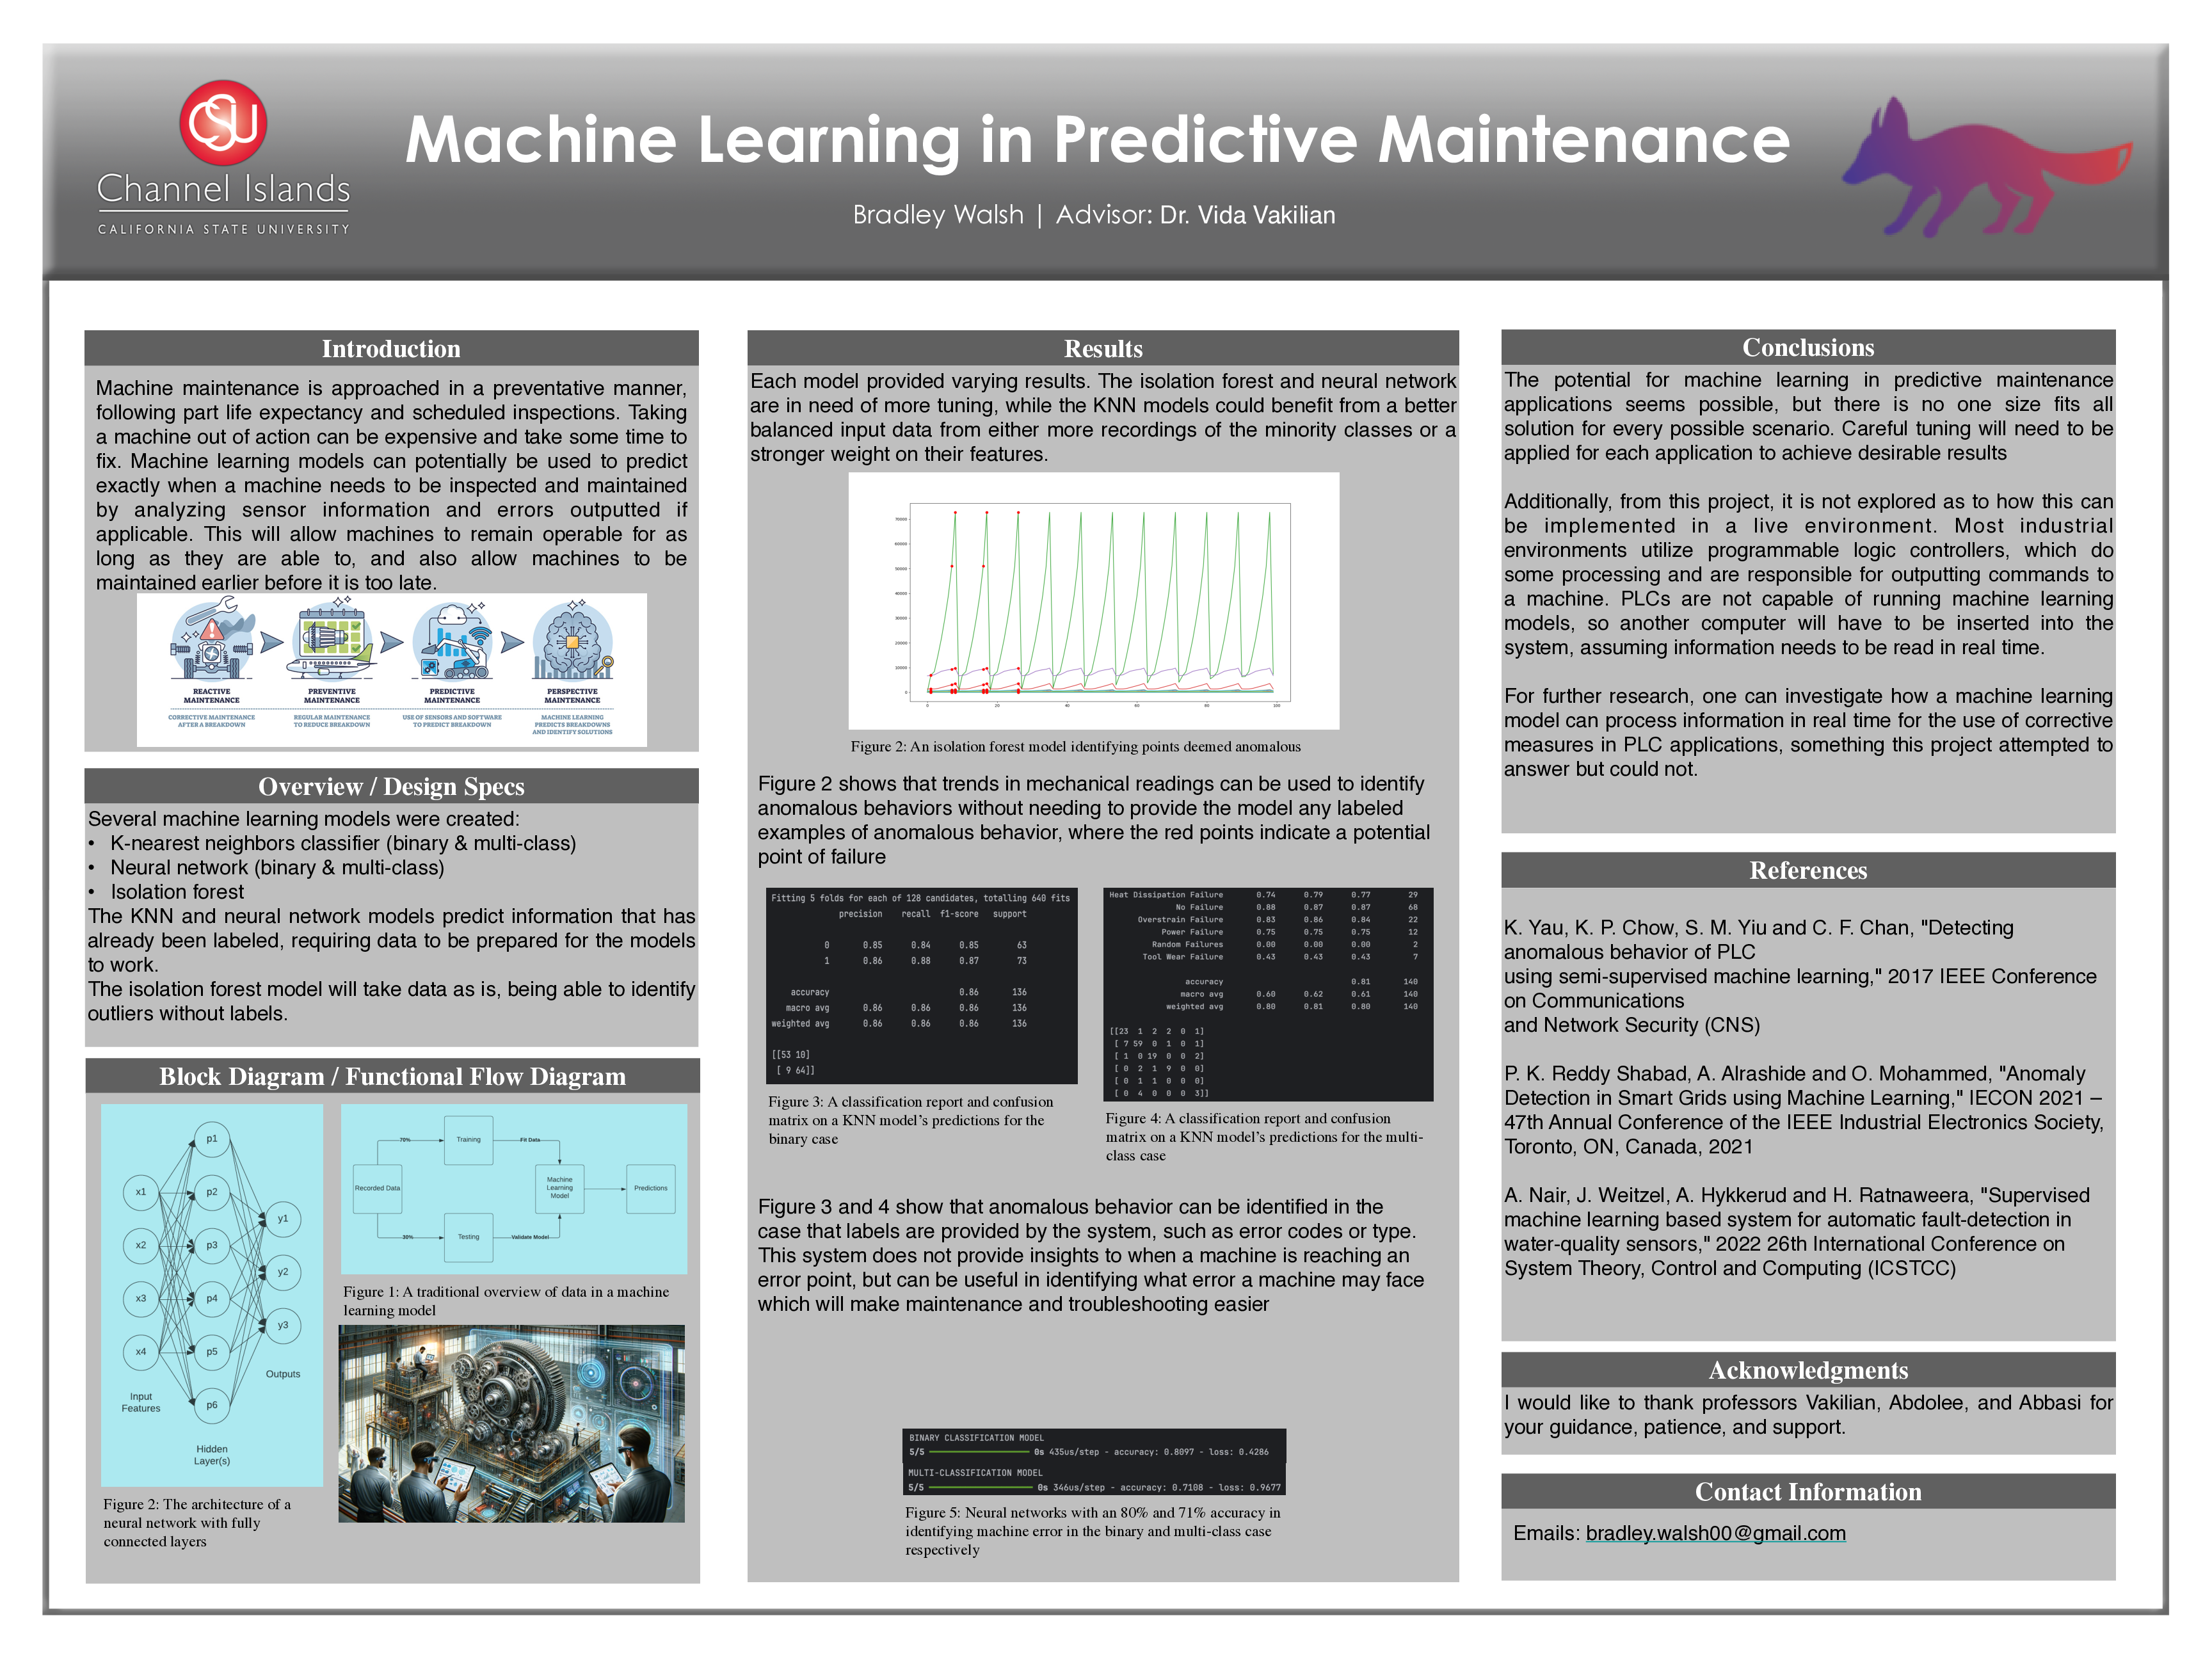 CSU
Channel Islands
CALIFORNIA STATE UNIVERSITY
Machine Learning in Predictive Maintenance
Bradley Walsh | Advisor: Dr. Vida Vakilian
Introduction
Machine maintenance is approached in a preventative manner,
following part life expectancy and scheduled inspections. Taking
a machine out of action can be expensive and take some time to
fix. Machine learning models can potentially be used to predict
exactly when a machine needs to be inspected and maintained
by analyzing sensor information and errors outputted if
applicable. This will allow machines to remain operable for as
long as they are able to, and also allow machines to be
maintained earlier before it is too late.
REACTIVE
MAINTENANCE
CORRECTIVE MAINTENANCE
AFTER A BREAKDOWN
PREVENTIVE
MAINTENANCE
REGULAR MAINTENANCE
TO REDUCE BREAKDOWN
PREDICTIVE
MAINTENANCE
USE OF SENSORS AND SOFTWARE
TO PREDICT BREAKDOWN
PERSPECTIVE
MAINTENANCE
MACHINE LEARNING
PREDICTS BREAKDOWNS
AND IDENTIFY SOLUTIONS
Overview / Design Specs
Several machine learning models were created:
• K-nearest neighbors classifier (binary & multi-class)
• Neural network (binary & multi-class)
• Isolation forest
The KNN and neural network models predict information that has
already been labeled, requiring data to be prepared for the models
to work.
The isolation forest model will take data as is, being able to identify
outliers without labels.
Block Diagram / Functional Flow Diagram
x1
x2
x3
x4
Input
Features
p1
p2
p3
p4
p5
p6
Hidden
Layer(s)
y1
y2
y3
Outputs
Figure 2: The architecture of a
neural network with fully
connected layers
Recorded Data
70%
Training
Fit Data
30%
Testing
Validate Model
Machine
Learning
Model
Predictions
Figure 1: A traditional overview of data in a machine
learning model
Results
Each model provided varying results. The isolation forest and neural network
are in need of more tuning, while the KNN models could benefit from a better
balanced input data from either more recordings of the minority classes or a
stronger weight on their features.
70000
60000
50000
40000
30000
20000
10000
0
0 20 40 60 80 100
Figure 2: An isolation forest model identifying points deemed anomalous
Figure 2 shows that trends in mechanical readings can be used to identify
anomalous behaviors without needing to provide the model any labeled
examples of anomalous behavior, where the red points indicate a potential
point of failure
Fitting 5 folds for each of 128 candidates, totalling 640 fits
precision recall f1-score support
0 0.85 0.84 0.85 63
1 0.86 0.88 0.87 73
accuracy 0.86 136
macro avg 0.86 0.86 0.86 136
weighted avg 0.86 0.86 0.86 136
[[53 10]
[ 9 64]]
Figure 3: A classification report and confusion
matrix on a KNN model's predictions for the
binary case
Heat Dissipation Failure 0.74 0.79 0.77 29
No Failure 0.88 0.87 0.87 68
Overstrain Failure 0.83 0.86 0.84 22
Power Failure 0.75 0.75 0.75 12
Random Failures 0.00 0.00 0.00 2
Tool Wear Failure 0.43 0.43 0.43 7
accuracy 0.81 140
macro avg 0.60 0.62 0.61 140
weighted avg 0.80 0.81 0.80 140
[[23 1 2 2 0 1]
[ 7 59 0 1 0 1]
[ 1 0 19 0 0 2]
[ 0 2 1 9 0 0]
[ 0 1 1 0 0 0]
[ 0 4 0 0 0 3]]
Figure 4: A classification report and confusion
matrix on a KNN model's predictions for the multi-
class case
Figure 3 and 4 show that anomalous behavior can be identified in the
case that labels are provided by the system, such as error codes or type.
This system does not provide insights to when a machine is reaching an
error point, but can be useful in identifying what error a machine may face
which will make maintenance and troubleshooting easier
BINARY CLASSIFICATION MODEL
5/5 0s 435us/step - accuracy: 0.8097 - loss: 0.4286
MULTI-CLASSIFICATION MODEL
5/5 0s 346us/step - accuracy: 0.7108 - loss: 0.9677
Figure 5: Neural networks with an 80% and 71% accuracy in
identifying machine error in the binary and multi-class case
respectively
Conclusions
The potential for machine learning in predictive maintenance
applications seems possible, but there is no one size fits all
solution for every possible scenario. Careful tuning will need to be
applied for each application to achieve desirable results
Additionally, from this project, it is not explored as to how this can
be implemented in a live environment. Most industrial
environments utilize programmable logic controllers, which do
some processing and are responsible for outputting commands to
a machine. PLCs are not capable of running machine learning
models, so another computer will have to be inserted into the
system, assuming information needs to be read in real time.
For further research, one can investigate how a machine learning
model can process information in real time for the use of corrective
measures in PLC applications, something this project attempted to
answer but could not.
References
K. Yau, K. P. Chow, S. M. Yiu and C. F. Chan, "Detecting
anomalous behavior of PLC
using semi-supervised machine learning," 2017 IEEE Conference
on Communications
and Network Security (CNS)
P. K. Reddy Shabad, A. Alrashide and O. Mohammed, "Anomaly
Detection in Smart Grids using Machine Learning," IECON 2021 –
47th Annual Conference of the IEEE Industrial Electronics Society,
Toronto, ON, Canada, 2021
A. Nair, J. Weitzel, A. Hykkerud and H. Ratnaweera, "Supervised
machine learning based system for automatic fault-detection in
water-quality sensors," 2022 26th International Conference on
System Theory, Control and Computing (ICSTCC)
Acknowledgments
I would like to thank professors Vakilian, Abdolee, and Abbasi for
your guidance, patience, and support.
Contact Information
Emails: bradley.walsh00@gmail.com